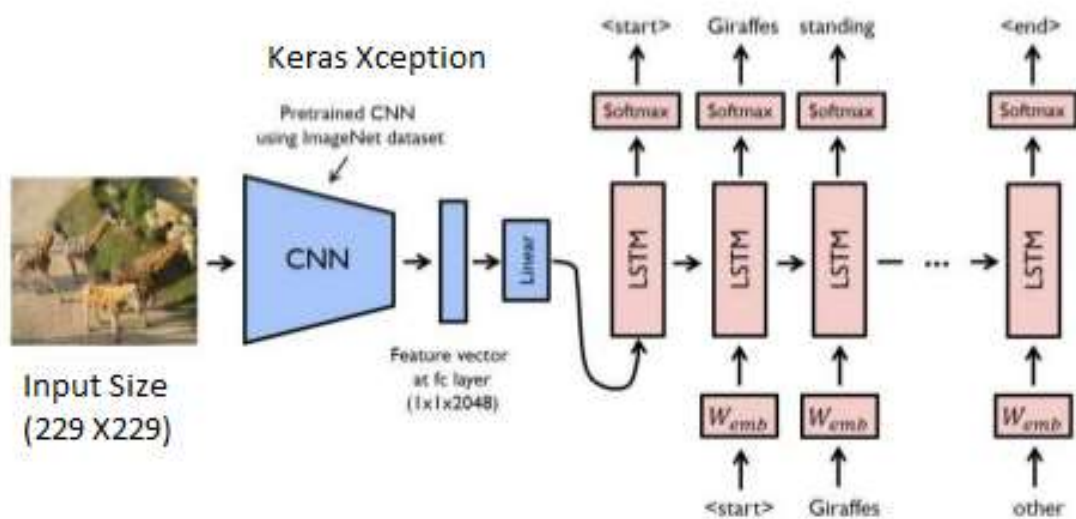 <start> Giraffes standing <end>
Keras Xception
Softmax Softmax Softmax Softmax
Pretrained CNN
using ImageNet dataset
CNN
Linear
LSTM LSTM LSTM ... LSTM
Feature vector
at fc layer
(1x1x2048)
Input Size
(229 X229)
W_emb W_emb W_emb
<start> Giraffes other